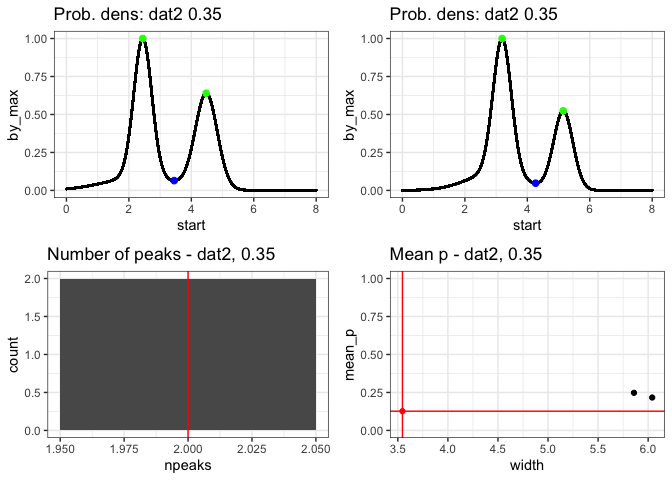 Prob. dens: dat2 0.35
by_max
1.00
0.75
0.50
0.25
0.00
0 2 4 6 8
start
Prob. dens: dat2 0.35
by_max
1.00
0.75
0.50
0.25
0.00
0 2 4 6 8
start
Number of peaks - dat2, 0.35
count
2.0
1.5
1.0
0.5
0.0
1.950 1.975 2.000 2.025 2.050
npeaks
Mean p - dat2, 0.35
mean_p
1.00
0.75
0.50
0.25
0.00
3.5 4.0 4.5 5.0 5.5 6.0
width